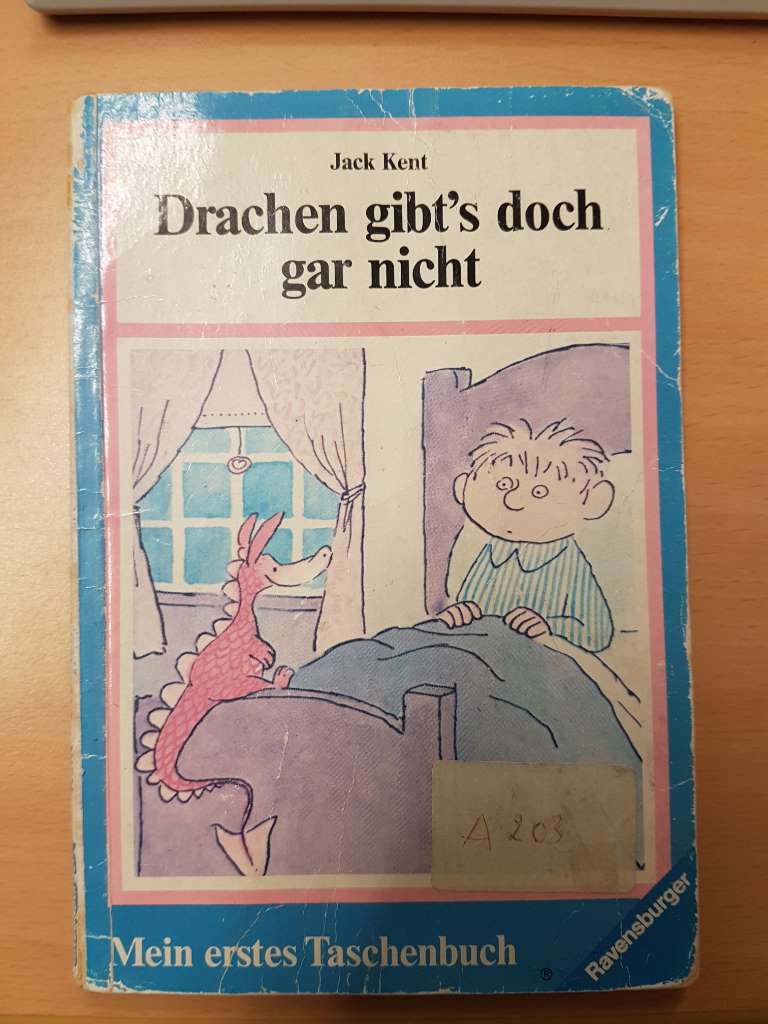 Jack Kent
Drachen gibt's doch
gar nicht
A 203
Mein erstes Taschenbuch
®
Ravensburger